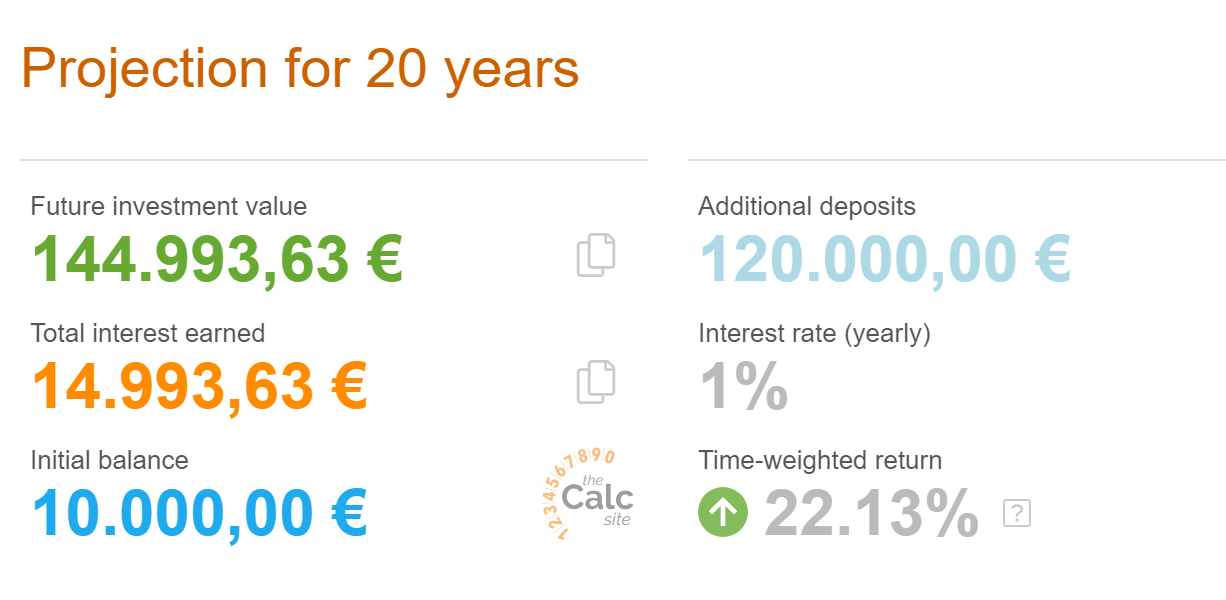 Projection for 20 years
Future investment value
144.993,63 €
Total interest earned
14.993,63 €
Initial balance
10.000,00 €
1234567890
the
Calc
site
Additional deposits
120.000,00 €
Interest rate (yearly)
1%
Time-weighted return
22.13%
?